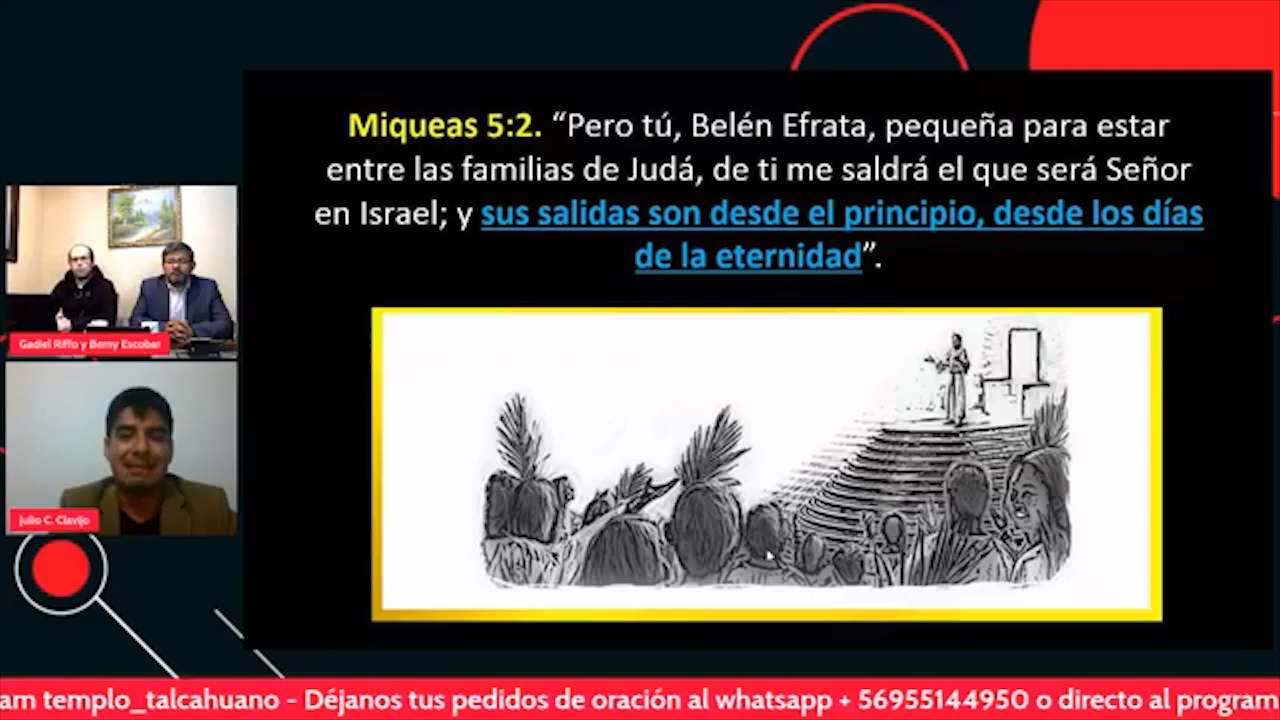 Miqueas 5:2. “Pero tú, Belén Efrata, pequeña para estar
entre las familias de Judá, de ti me saldrá el que será Señor
en Israel; y sus salidas son desde el principio, desde los días
de la eternidad”.
Gadiel Riffo y Berny Escobar
Julio C. Clavijo
am templo_talcahuano - Déjanos tus pedidos de oración al whatsapp + 56955144950 o directo al program